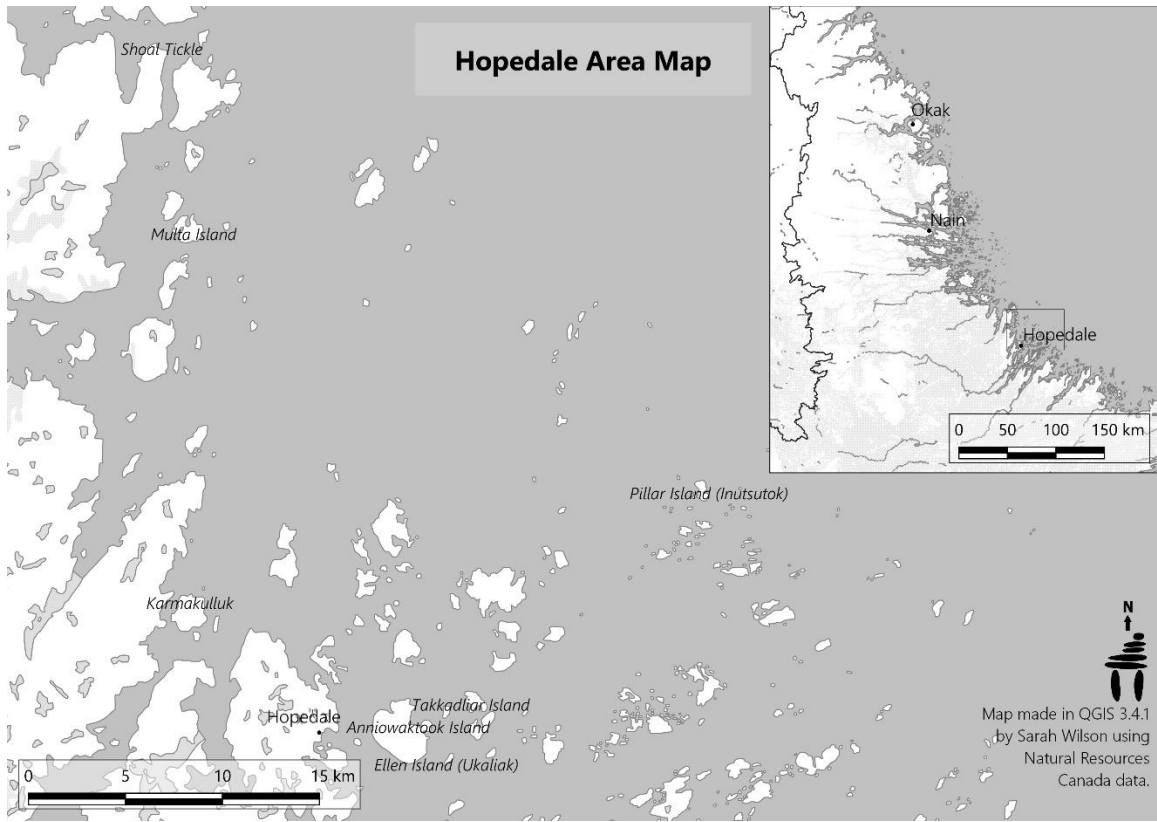 Hopedale Area Map
Shoal Tickle
Multa Island
Okak
Nain
Hopedale
0 50 100 150 km
Pillar Island (Inutsutok)
Karmakulluk
Takkadliar Island
Hopedale
Anniowaktook Island
Ellen Island (Ukaliak)
0 5 10 15 km
N
Map made in QGIS 3.4.1
by Sarah Wilson using
Natural Resources
Canada data.